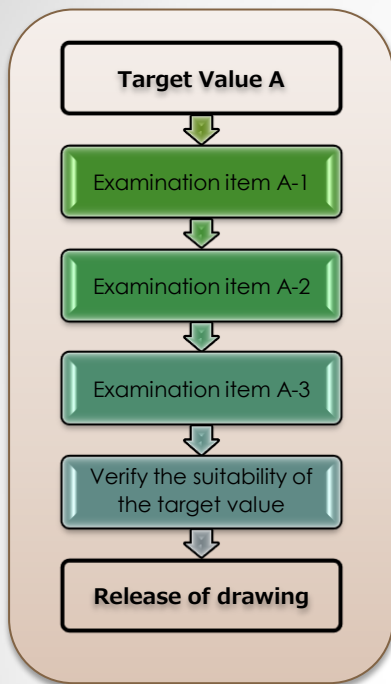 Target Value A
Examination item A-1
Examination item A-2
Examination item A-3
Verify the suitability of
the target value
Release of drawing